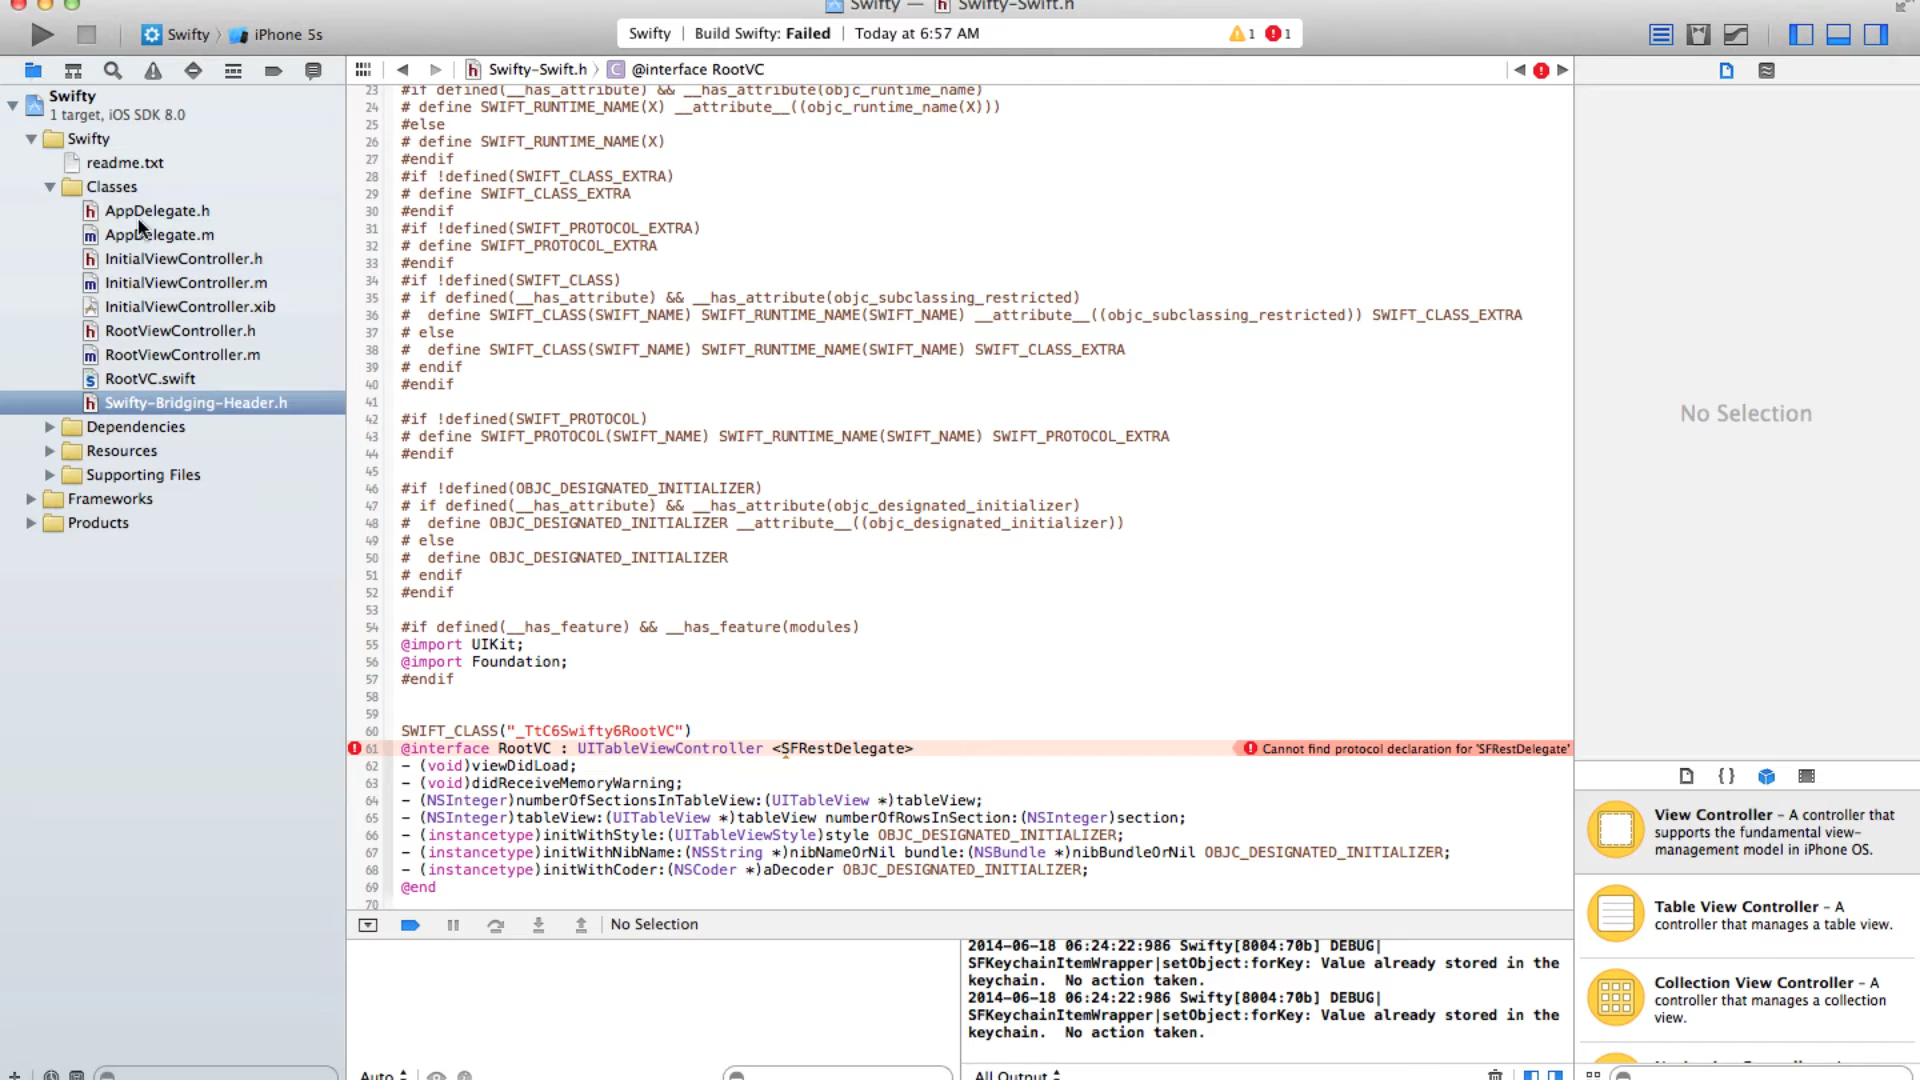 Swifty — Swifty-Swift.h
Swifty iPhone 5s
Swifty | Build Swifty: Failed | Today at 6:57 AM 1 1
Swifty-Swift.h @interface RootVC
Swifty
1 target, iOS SDK 8.0
Swifty
readme.txt
Classes
AppDelegate.h
AppDelegate.m
InitialViewController.h
InitialViewController.m
InitialViewController.xib
RootViewController.h
RootViewController.m
RootVC.swift
Swifty-Bridging-Header.h
Dependencies
Resources
Supporting Files
Frameworks
Products
23 #if defined(__has_attribute) && __has_attribute(objc_runtime_name)
24 # define SWIFT_RUNTIME_NAME(X) __attribute__((objc_runtime_name(X)))
25 #else
26 # define SWIFT_RUNTIME_NAME(X)
27 #endif
28 #if !defined(SWIFT_CLASS_EXTRA)
29 # define SWIFT_CLASS_EXTRA
30 #endif
31 #if !defined(SWIFT_PROTOCOL_EXTRA)
32 # define SWIFT_PROTOCOL_EXTRA
33 #endif
34 #if !defined(SWIFT_CLASS)
35 # if defined(__has_attribute) && __has_attribute(objc_subclassing_restricted)
36 #  define SWIFT_CLASS(SWIFT_NAME) SWIFT_RUNTIME_NAME(SWIFT_NAME) __attribute__((objc_subclassing_restricted)) SWIFT_CLASS_EXTRA
37 # else
38 #  define SWIFT_CLASS(SWIFT_NAME) SWIFT_RUNTIME_NAME(SWIFT_NAME) SWIFT_CLASS_EXTRA
39 # endif
40 #endif
41
42 #if !defined(SWIFT_PROTOCOL)
43 # define SWIFT_PROTOCOL(SWIFT_NAME) SWIFT_RUNTIME_NAME(SWIFT_NAME) SWIFT_PROTOCOL_EXTRA
44 #endif
45
46 #if !defined(OBJC_DESIGNATED_INITIALIZER)
47 # if defined(__has_attribute) && __has_attribute(objc_designated_initializer)
48 #  define OBJC_DESIGNATED_INITIALIZER __attribute__((objc_designated_initializer))
49 # else
50 #  define OBJC_DESIGNATED_INITIALIZER
51 # endif
52 #endif
53
54 #if defined(__has_feature) && __has_feature(modules)
55 @import UIKit;
56 @import Foundation;
57 #endif
58
59
60 SWIFT_CLASS("_TtC6Swifty6RootVC")
61 @interface RootVC : UITableViewController <SFRestDelegate> Cannot find protocol declaration for 'SFRestDelegate'
62 - (void)viewDidLoad;
63 - (void)didReceiveMemoryWarning;
64 - (NSInteger)numberOfSectionsInTableView:(UITableView *)tableView;
65 - (NSInteger)tableView:(UITableView *)tableView numberOfRowsInSection:(NSInteger)section;
66 - (instancetype)initWithStyle:(UITableViewStyle)style OBJC_DESIGNATED_INITIALIZER;
67 - (instancetype)initWithNibName:(NSString *)nibNameOrNil bundle:(NSBundle *)nibBundleOrNil OBJC_DESIGNATED_INITIALIZER;
68 - (instancetype)initWithCoder:(NSCoder *)aDecoder OBJC_DESIGNATED_INITIALIZER;
69 @end
70
No Selection
2014-06-18 06:24:22:986 Swifty[8004:70b] DEBUG|
SFKeychainItemWrapper|setObject:forKey: Value already stored in the
keychain.  No action taken.
2014-06-18 06:24:22:986 Swifty[8004:70b] DEBUG|
SFKeychainItemWrapper|setObject:forKey: Value already stored in the
keychain.  No action taken.
Auto
All Output
No Selection
View Controller – A controller that
supports the fundamental view-
management model in iPhone OS.
Table View Controller – A
controller that manages a table view.
Collection View Controller – A
controller that manages a collection
view.